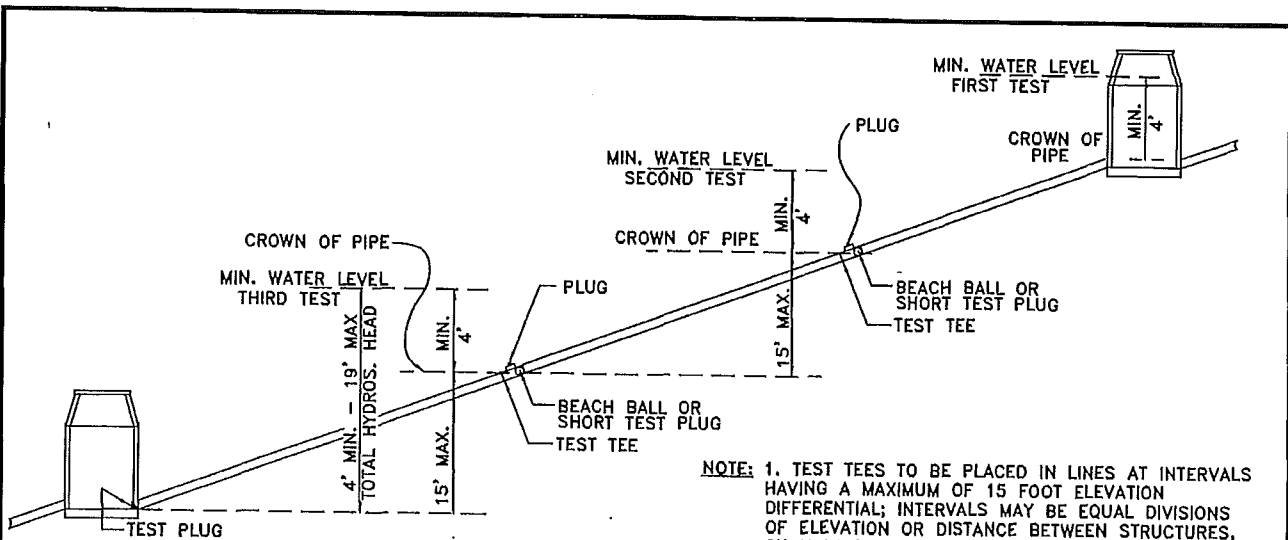 MIN. WATER LEVEL
FIRST TEST
MIN.
4'
CROWN OF
PIPE
PLUG
MIN. WATER LEVEL
SECOND TEST
MIN.
4'
CROWN OF PIPE
15' MAX.
BEACH BALL OR
SHORT TEST PLUG
TEST TEE
CROWN OF PIPE
MIN. WATER LEVEL
THIRD TEST
PLUG
MIN.
4'
15' MAX.
4' MIN. - 19' MAX
TOTAL HYDROS. HEAD
BEACH BALL OR
SHORT TEST PLUG
TEST TEE
TEST PLUG
NOTE: 1. TEST TEES TO BE PLACED IN LINES AT INTERVALS
HAVING A MAXIMUM OF 15 FOOT ELEVATION
DIFFERENTIAL; INTERVALS MAY BE EQUAL DIVISIONS
OF ELEVATION OR DISTANCE BETWEEN STRUCTURES,